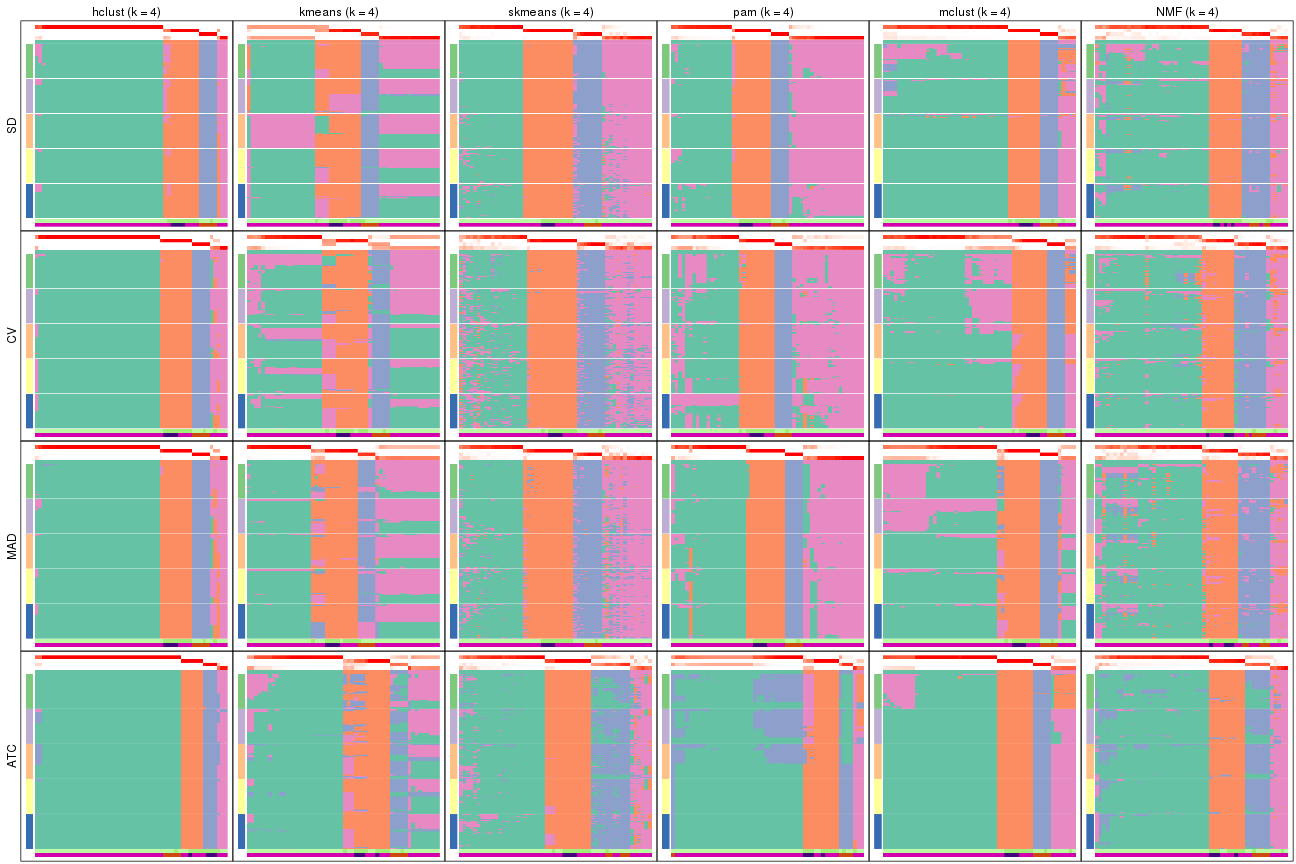 hclust (k = 4)
kmeans (k = 4)
skmeans (k = 4)
pam (k = 4)
mclust (k = 4)
NMF (k = 4)
SD
CV
MAD
ATC